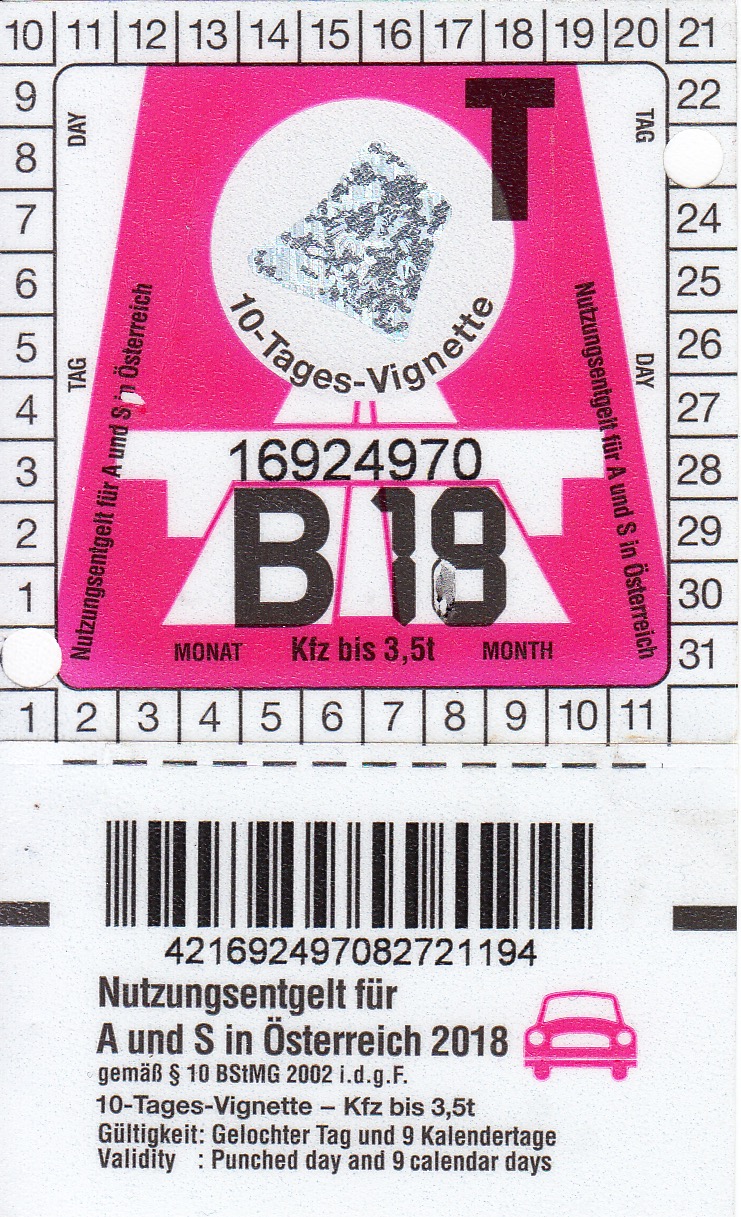 10 11 12 13 14 15 16 17 18 19 20 21
9 DAY T TAG 22
8
7 24
6 25
5 TAG DAY 26
4 27
3 28
2 29
1 30
31
10-Tages-Vignette
Nutzungsentgelt für A und S in Österreich
Nutzungsentgelt für A und S in Österreich
16924970
B 18
MONAT Kfz bis 3,5t MONTH
1 2 3 4 5 6 7 8 9 10 11
421692497082721194
Nutzungsentgelt für
A und S in Österreich 2018
gemäß § 10 BStMG 2002 i.d.g.F.
10-Tages-Vignette – Kfz bis 3,5t
Gültigkeit: Gelochter Tag und 9 Kalendertage
Validity : Punched day and 9 calendar days